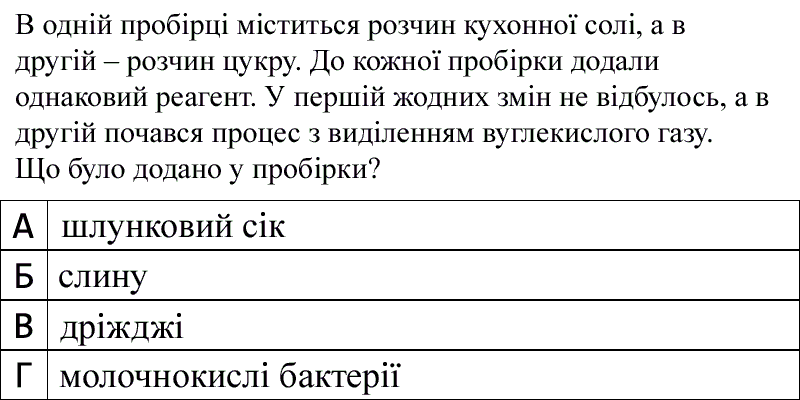 В одній пробірці міститься розчин кухонної солі, а в
другій – розчин цукру. До кожної пробірки додали
однаковий реагент. У першій жодних змін не відбулось, а в
другій почався процес з виділенням вуглекислого газу.
Що було додано у пробірки?
А шлунковий сік
Б слину
В дріжджі
Г молочнокислі бактерії